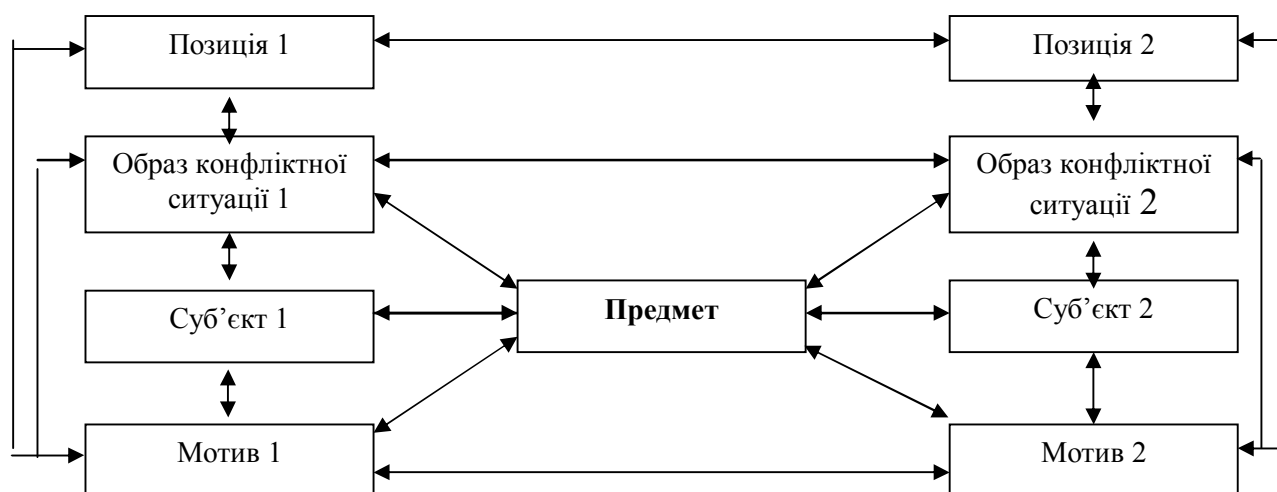 Позиція 1
Позиція 2
Образ конфліктної
ситуації 1
Образ конфліктної
ситуації 2
Суб’єкт 1
Предмет
Суб’єкт 2
Мотив 1
Мотив 2